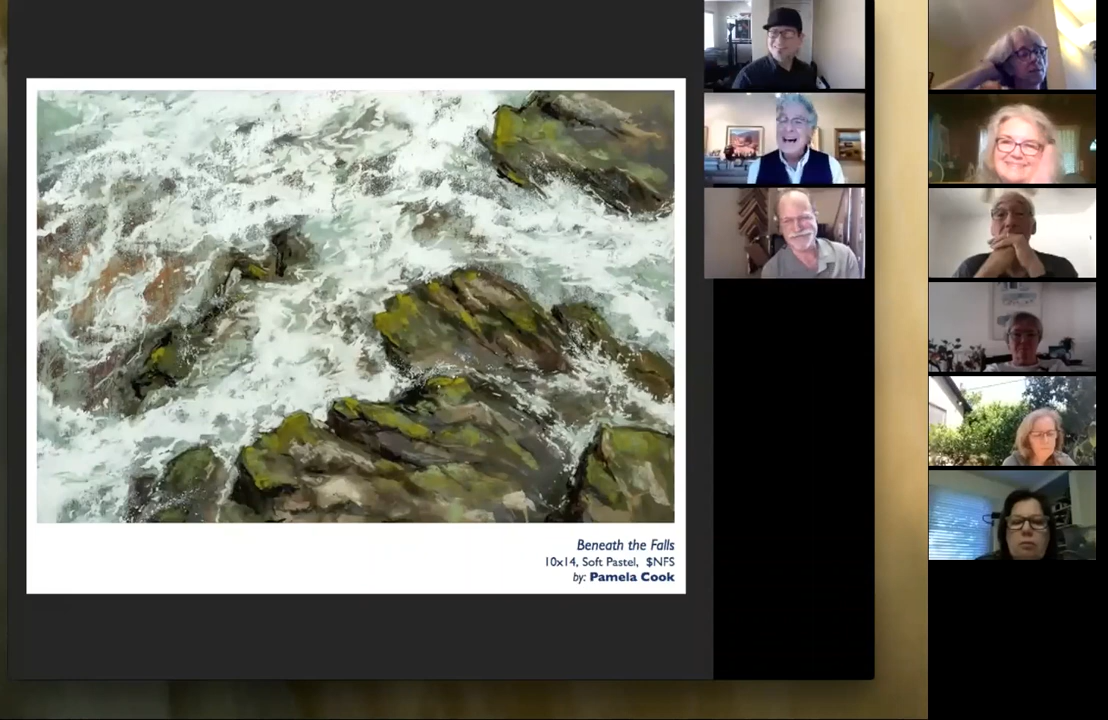 Beneath the Falls
10x14, Soft Pastel, $NFS
by: Pamela Cook